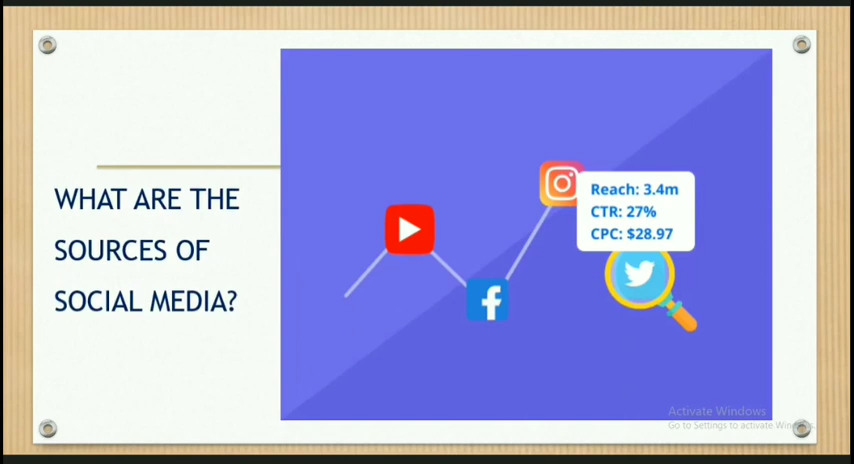 WHAT ARE THE
SOURCES OF
SOCIAL MEDIA?
Reach: 3.4m
CTR: 27%
CPC: $28.97
Activate Windows
Go to Settings to activate Windows.